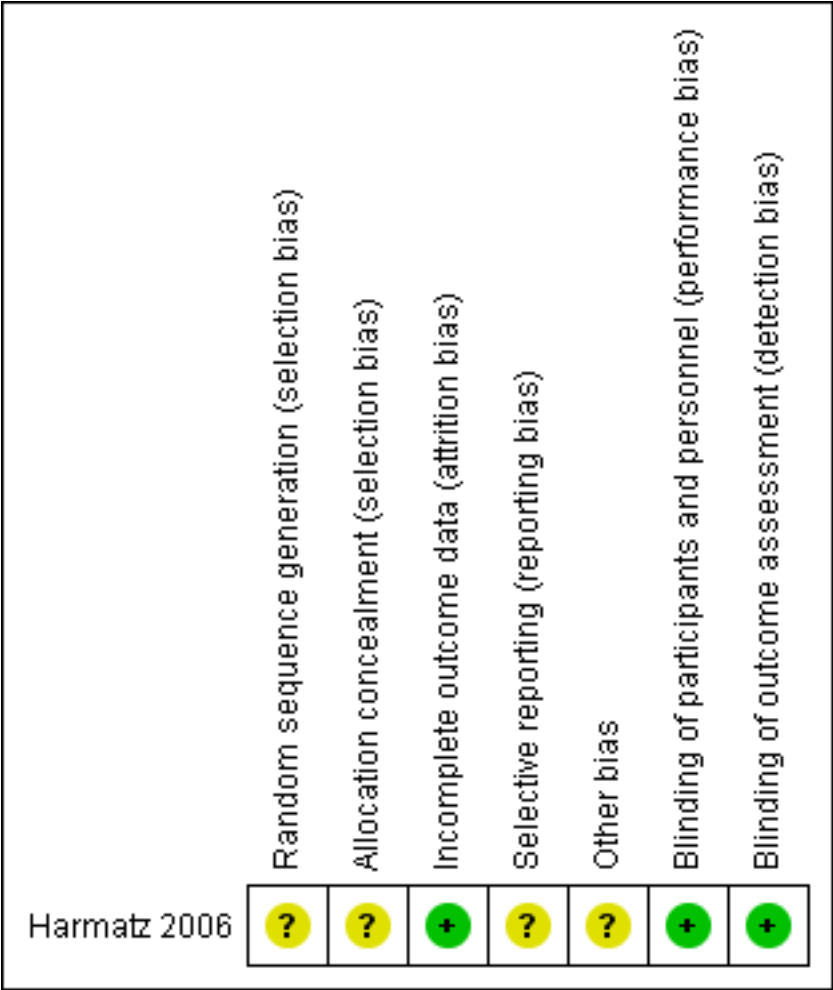 Random sequence generation (selection bias)
Allocation concealment (selection bias)
Incomplete outcome data (attrition bias)
Selective reporting (reporting bias)
Other bias
Blinding of participants and personnel (performance bias)
Blinding of outcome assessment (detection bias)
Harmatz 2006 ? ? + ? ? + +